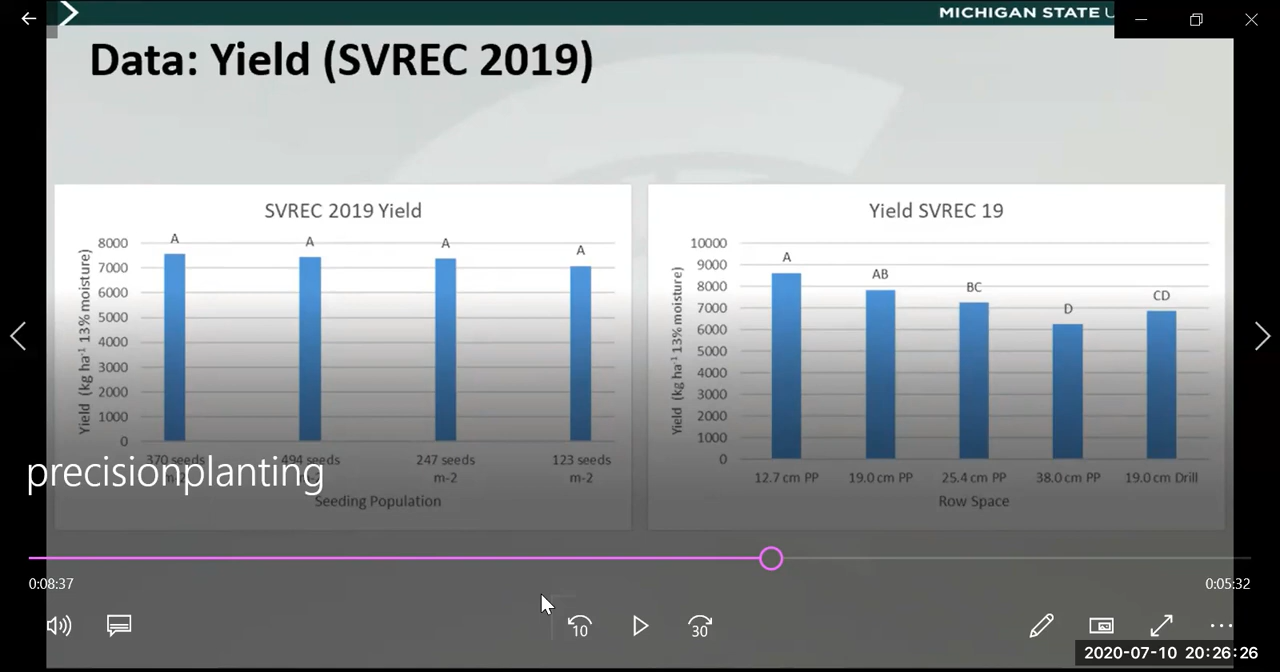 MICHIGAN STATE U
Data: Yield (SVREC 2019)
SVREC 2019 Yield
Yield (kg ha-1 13% moisture)
8000
7000
6000
5000
4000
3000
2000
1000
0
A
A
A
A
370 seeds m-2
494 seeds m-2
247 seeds m-2
123 seeds m-2
Seeding Population
Yield SVREC 19
Yield (kg ha-1 13% moisture)
10000
9000
8000
7000
6000
5000
4000
3000
2000
1000
0
A
AB
BC
D
CD
12.7 cm PP
19.0 cm PP
25.4 cm PP
38.0 cm PP
19.0 cm Drill
Row Space
precisionplanting
0:08:37
0:05:32
10
30
2020-07-10 20:26:26